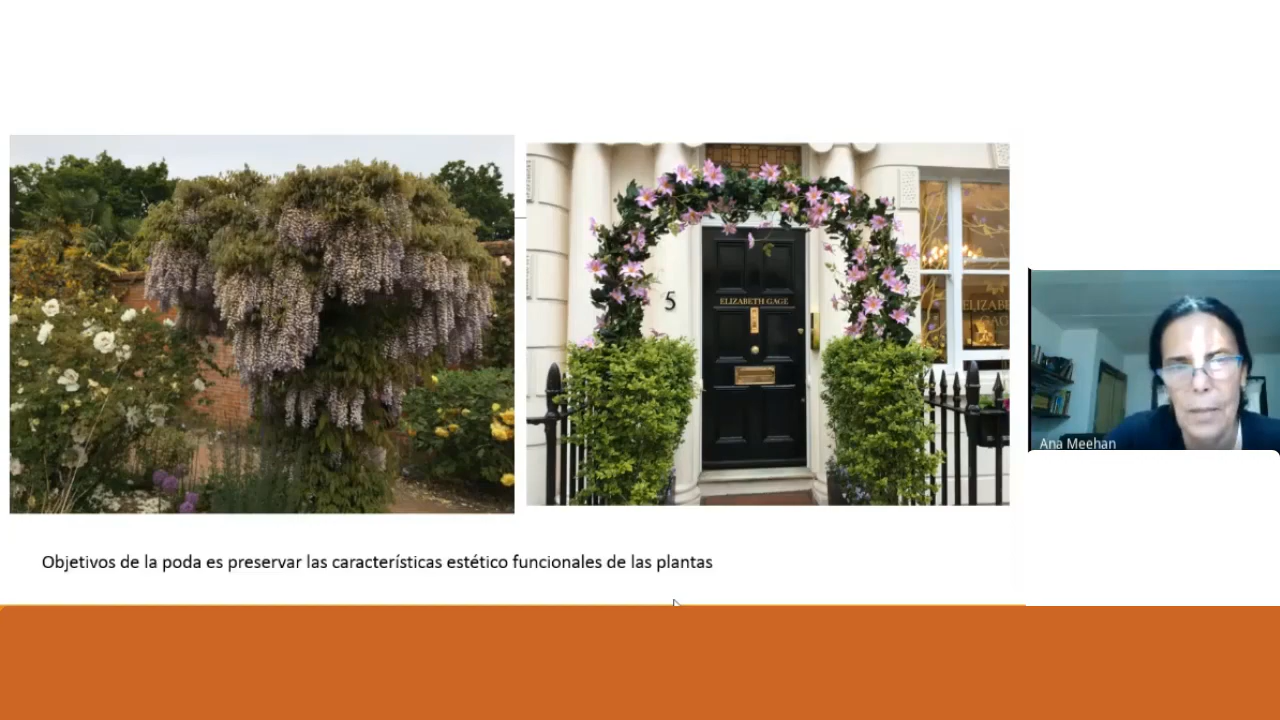 5
ELIZABETH GAGE
Objetivos de la poda es preservar las características estético funcionales de las plantas
Ana Meehan